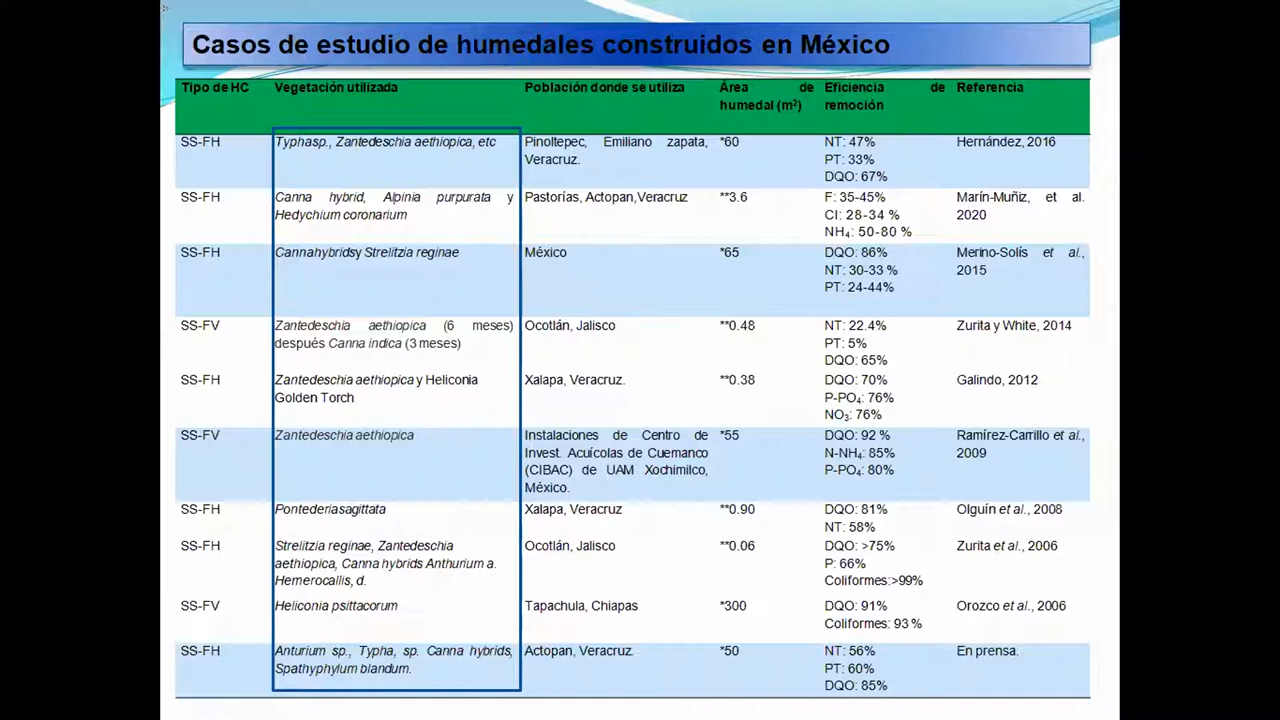 Casos de estudio de humedales construidos en México
Tipo de HC Vegetación utilizada Población donde se utiliza Área de Eficiencia de Referencia
humedal (m²) remoción
SS-FH Typhasp., Zantedeschia aethiopica, etc Pinoltepec, Emiliano zapata, *60 NT: 47% Hernández, 2016
Veracruz. PT: 33%
DQO: 67%
SS-FH Canna hybrid, Alpinia purpurata y Pastorías, Actopan,Veracruz **3.6 F: 35-45% Marín-Muñiz, et al.
Hedychium coronarium CI: 28-34 % 2020
NH₄: 50-80 %
SS-FH Cannahybridsy Strelitzia reginae México *65 DQO: 86% Merino-Solís et al.,
NT: 30-33 % 2015
PT: 24-44%
SS-FV Zantedeschia aethiopica (6 meses) Ocotlán, Jalisco **0.48 NT: 22.4% Zurita y White, 2014
después Canna indica (3 meses) PT: 5%
DQO: 65%
SS-FH Zantedeschia aethiopica y Heliconia Xalapa, Veracruz. **0.38 DQO: 70% Galindo, 2012
Golden Torch P-PO₄: 76%
NO₃: 76%
SS-FV Zantedeschia aethiopica Instalaciones de Centro de *55 DQO: 92 % Ramírez-Carrillo et al.,
Invest. Acuícolas de Cuemanco N-NH₄: 85% 2009
(CIBAC) de UAM Xochimilco, P-PO₄: 80%
México.
SS-FH Pontederiasagittata Xalapa, Veracruz **0.90 DQO: 81% Olguín et al., 2008
NT: 58%
SS-FH Strelitzia reginae, Zantedeschia Ocotlán, Jalisco **0.06 DQO: >75% Zurita et al., 2006
aethiopica, Canna hybrids Anthurium a. P: 66%
Hemerocallis, d. Coliformes:>99%
SS-FV Heliconia psittacorum Tapachula, Chiapas *300 DQO: 91% Orozco et al., 2006
Coliformes: 93 %
SS-FH Anturium sp., Typha, sp. Canna hybrids, Actopan, Veracruz. *50 NT: 56% En prensa.
Spathyphylum blandum. PT: 60%
DQO: 85%